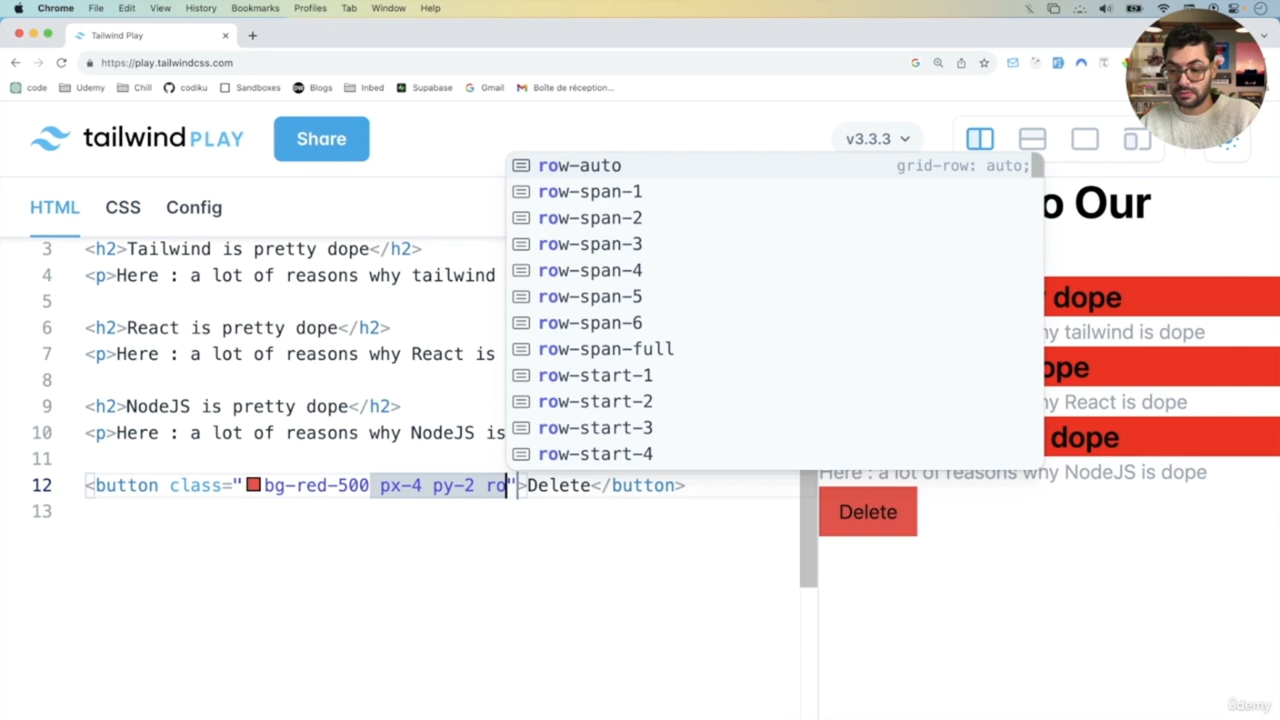 Chrome File Edit View History Bookmarks Profiles Tab Window Help
Tailwind Play
https://play.tailwindcss.com
code Udemy Chill codiku Sandboxes Blogs Inbed Supabase Gmail Boîte de réception...
tailwind PLAY Share v3.3.3
HTML CSS Config
3 <h2>Tailwind is pretty dope</h2>
4 <p>Here : a lot of reasons why tailwind
5
6 <h2>React is pretty dope</h2>
7 <p>Here : a lot of reasons why React is
8
9 <h2>NodeJS is pretty dope</h2>
10 <p>Here : a lot of reasons why NodeJS is
11
12 <button class="bg-red-500 px-4 py-2 ro">Delete</button>
13
row-auto grid-row: auto;
row-span-1
row-span-2
row-span-3
row-span-4
row-span-5
row-span-6
row-span-full
row-start-1
row-start-2
row-start-3
row-start-4
o Our
dope
y tailwind is dope
ope
y React is dope
dope
Here : a lot of reasons why NodeJS is dope
Delete
ûdemy